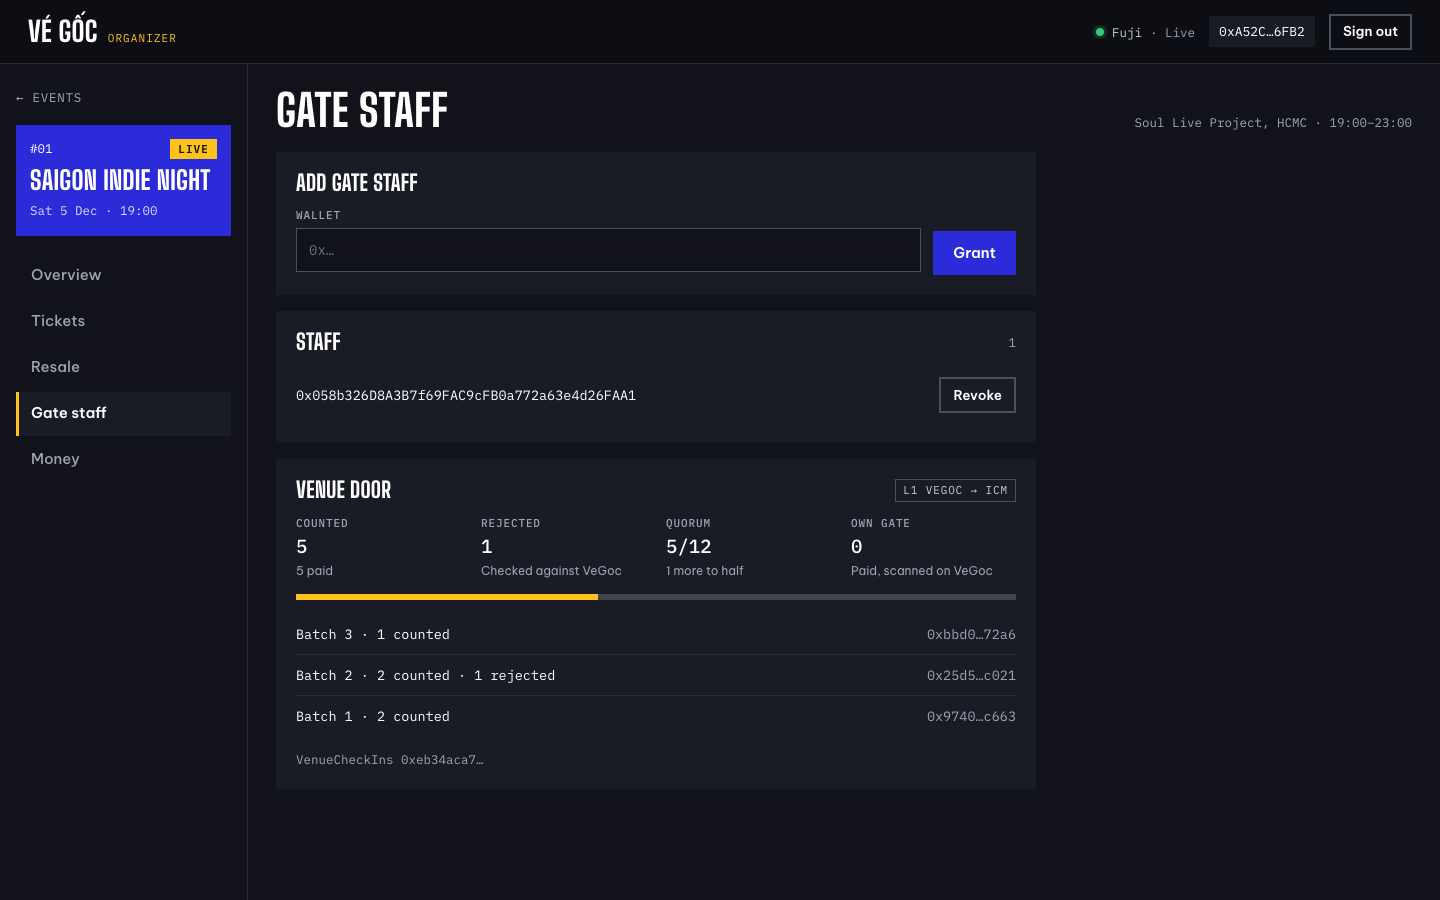 VÉ GỐC ORGANIZER
Fuji · Live
0xA52C…6FB2
Sign out
← EVENTS
#01
LIVE
SAIGON INDIE NIGHT
Sat 5 Dec · 19:00
Overview
Tickets
Resale
Gate staff
Money
GATE STAFF
Soul Live Project, HCMC · 19:00–23:00
ADD GATE STAFF
WALLET
0x…
Grant
STAFF
1
0x058b326D8A3B7f69FAC9cFB0a772a63e4d26FAA1
Revoke
VENUE DOOR
L1 VEGOC → ICM
COUNTED
5
5 paid
REJECTED
1
Checked against VeGoc
QUORUM
5/12
1 more to half
OWN GATE
0
Paid, scanned on VeGoc
Batch 3 · 1 counted
0xbbd0…72a6
Batch 2 · 2 counted · 1 rejected
0x25d5…c021
Batch 1 · 2 counted
0x9740…c663
VenueCheckIns 0xeb34aca7…